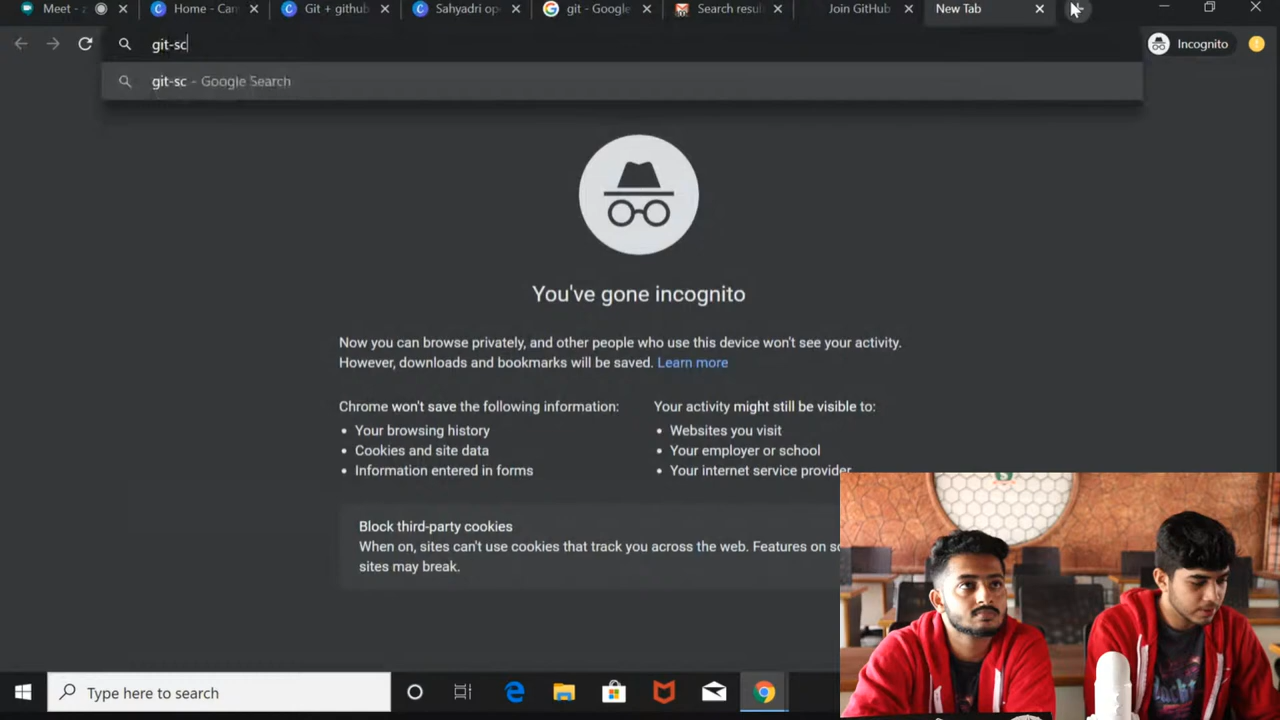 Meet - z
Home - Can
Git + github
Sahyadri ope
git - Google
Search resul
Join GitHub
New Tab
git-sc
Incognito
git-sc - Google Search
You've gone incognito
Now you can browse privately, and other people who use this device won't see your activity.
However, downloads and bookmarks will be saved. Learn more
Chrome won't save the following information:
Your browsing history
Cookies and site data
Information entered in forms
Your activity might still be visible to:
Websites you visit
Your employer or school
Your internet service provider
Block third-party cookies
When on, sites can't use cookies that track you across the web. Features on so
sites may break.
Type here to search